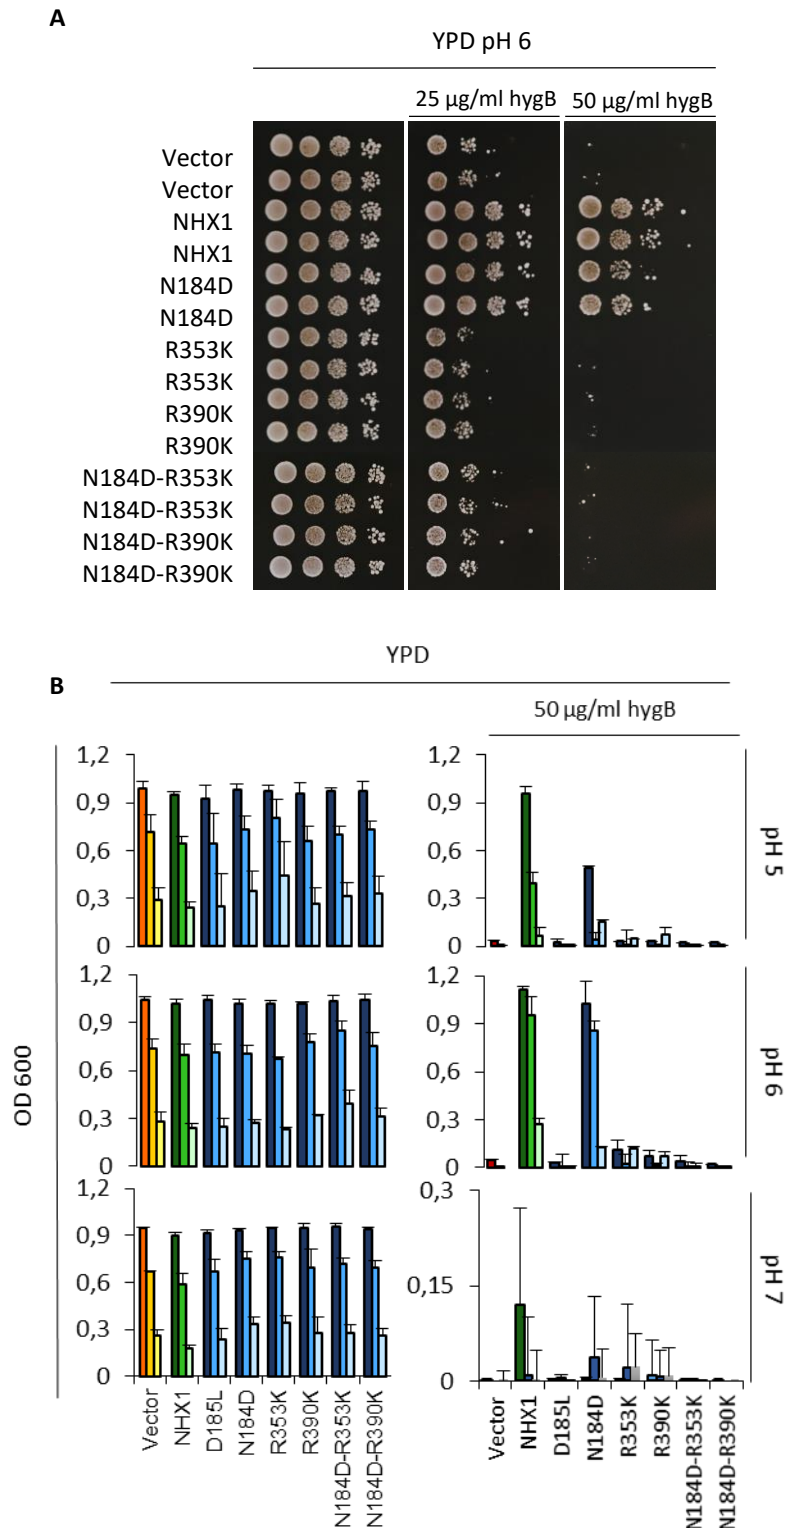 A
YPD pH 6
25 µg/ml hygB
50 µg/ml hygB
Vector
Vector
NHX1
NHX1
N184D
N184D
R353K
R353K
R390K
R390K
N184D-R353K
N184D-R353K
N184D-R390K
N184D-R390K
YPD
B
50 µg/ml hygB
1,2
0,9
0,6
0,3
0
1,2
0,9
0,6
0,3
0
pH 5
1,2
0,9
0,6
0,3
0
1,2
0,9
0,6
0,3
0
pH 6
OD 600
1,2
0,9
0,6
0,3
0
0,3
0,15
0
pH 7
Vector
NHX1
D185L
N184D
R353K
R390K
N184D-R353K
N184D-R390K
Vector
NHX1
D185L
N184D
R353K
R390K
N184D-R353K
N184D-R390K